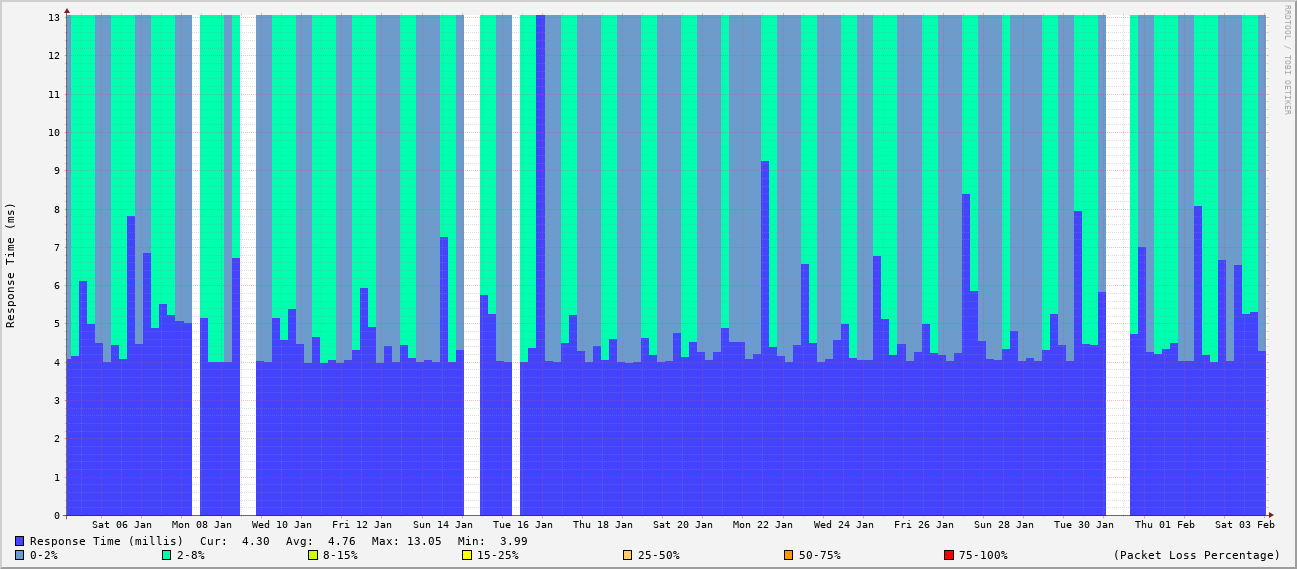 RRDTOOL / TOBI OETIKER
Response Time (ms)
13
12
11
10
9
8
7
6
5
4
3
2
1
0
Sat 06 Jan Mon 08 Jan Wed 10 Jan Fri 12 Jan Sun 14 Jan Tue 16 Jan Thu 18 Jan Sat 20 Jan Mon 22 Jan Wed 24 Jan Fri 26 Jan Sun 28 Jan Tue 30 Jan Thu 01 Feb Sat 03 Feb
Response Time (millis) Cur: 4.30 Avg: 4.76 Max: 13.05 Min: 3.99
0-2% 2-8% 8-15% 15-25% 25-50% 50-75% 75-100% (Packet Loss Percentage)